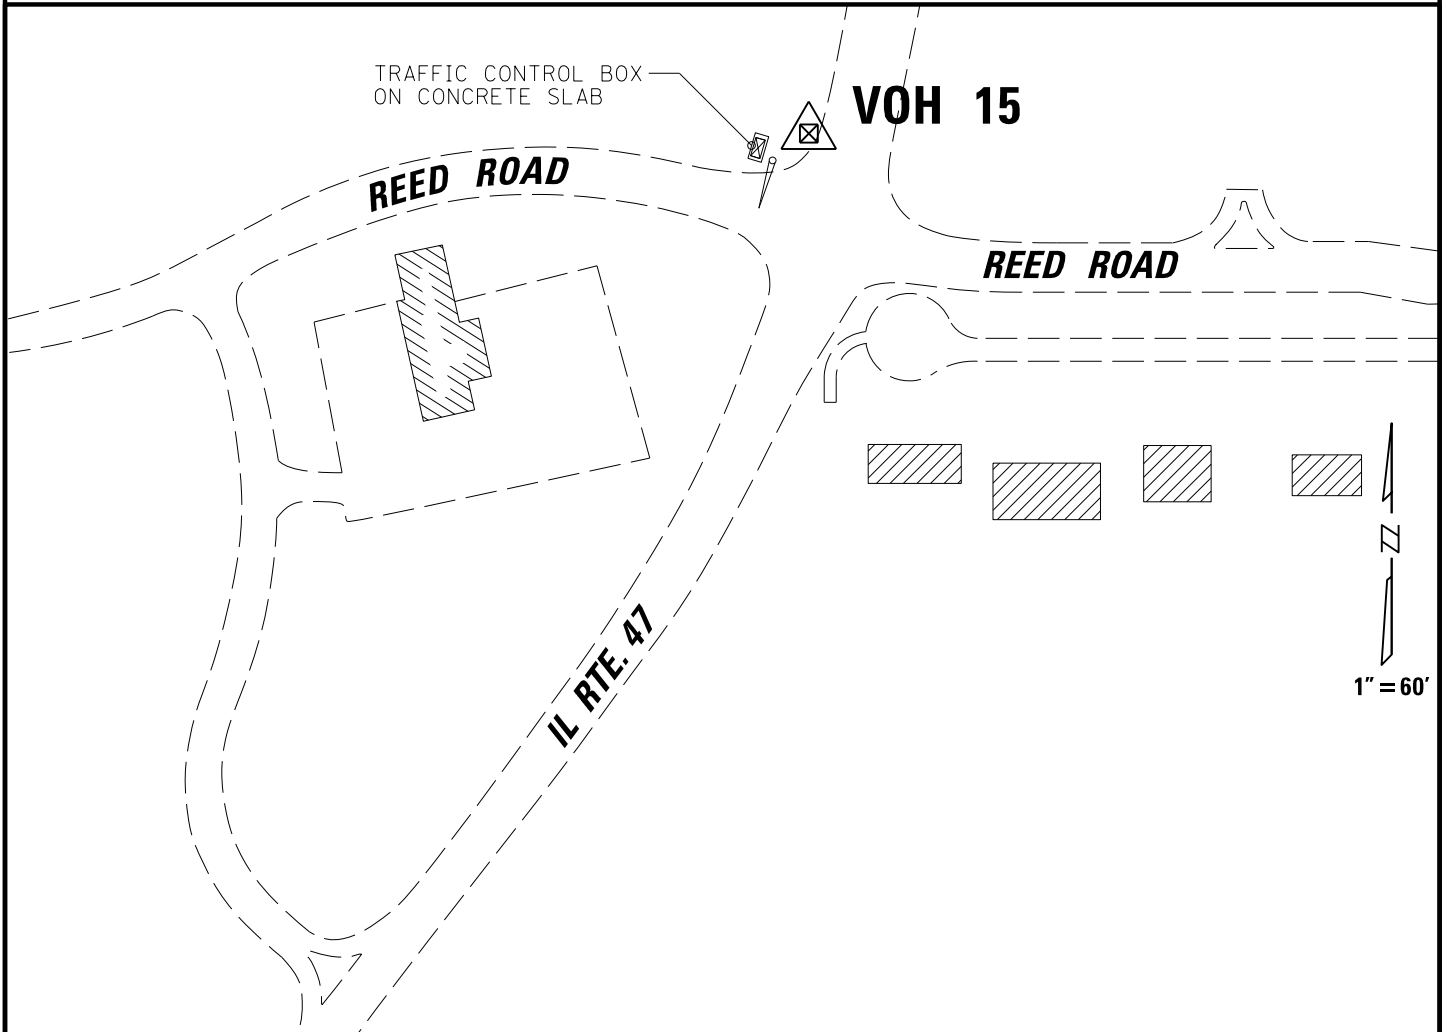 TRAFFIC CONTROL BOX
ON CONCRETE SLAB
VOH 15
REED ROAD
REED ROAD
IL RTE. 47
N
1" = 60'